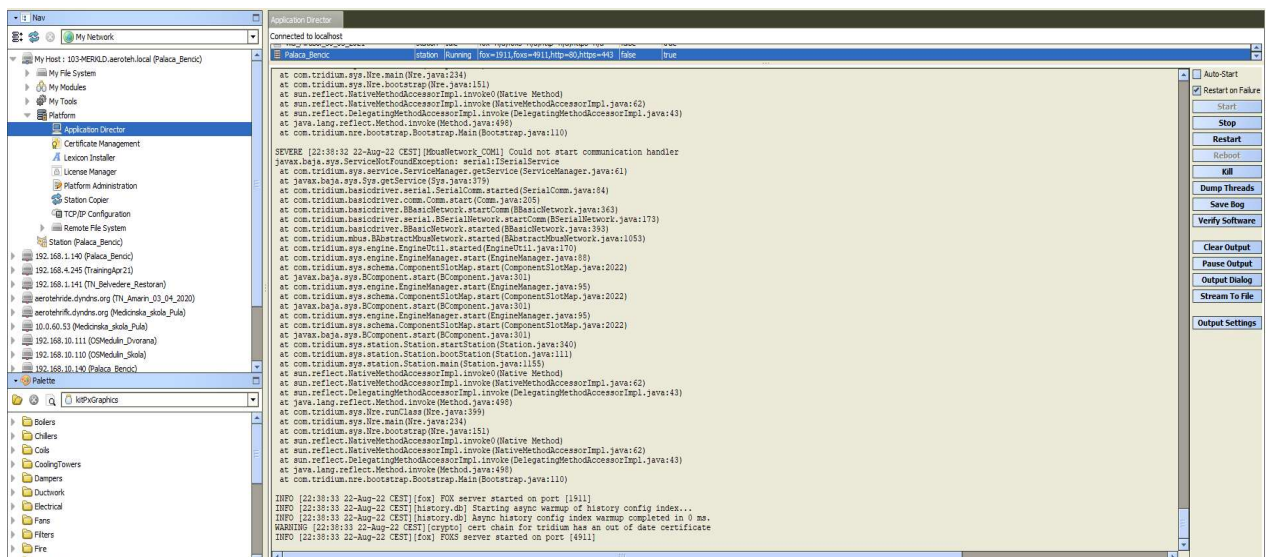 Nav
My Network
My Host : 103-MERKLD.aeroteh.local (Palaca_Bencic)
My File System
My Modules
My Tools
Platform
Application Director
Certificate Management
Lexicon Installer
License Manager
Platform Administration
Station Copier
TCP/IP Configuration
Remote File System
Station (Palaca_Bencic)
192.168.1.140 (Palaca_Bencic)
192.168.4.245 (TrainingApr21)
192.168.1.141 (TN_Belvedere_Restoran)
aerotehride.dyndns.org (TN_Amarin_03_04_2020)
aerotehrifk.dyndns.org (Medicinska_skola_Pula)
10.0.60.53 (Medicinska_skola_Pula)
192.168.10.111 (OSMedulin_Dvorana)
192.168.10.110 (OSMedulin_Skola)
192.168.10.140 (Palaca_Bencic)
Palette
kitPxGraphics
Boilers
Chillers
Coils
CoolingTowers
Dampers
Ductwork
Electrical
Fans
Filters
Fire
Application Director
Connected to localhost
Palaca_Bencic station Running fox=1911,foxs=4911,http=80,https=443 false true
at com.tridium.sys.Nre.main(Nre.java:234)
at com.tridium.sys.Nre.bootstrap(Nre.java:151)
at sun.reflect.NativeMethodAccessorImpl.invoke0(Native Method)
at sun.reflect.NativeMethodAccessorImpl.invoke(NativeMethodAccessorImpl.java:62)
at sun.reflect.DelegatingMethodAccessorImpl.invoke(DelegatingMethodAccessorImpl.java:43)
at java.lang.reflect.Method.invoke(Method.java:498)
at com.tridium.nre.bootstrap.Bootstrap.Main(Bootstrap.java:110)
SEVERE [22:38:32 22-Aug-22 CEST][MbusNetwork_COM1] Could not start communication handler
javax.baja.sys.ServiceNotFoundException: serial:ISerialService
at com.tridium.sys.service.ServiceManager.getService(ServiceManager.java:61)
at javax.baja.sys.Sys.getService(Sys.java:379)
at com.tridium.basicdriver.serial.SerialComm.started(SerialComm.java:84)
at com.tridium.basicdriver.comm.Comm.start(Comm.java:205)
at com.tridium.basicdriver.BBasicNetwork.startComm(BBasicNetwork.java:363)
at com.tridium.basicdriver.serial.BSerialNetwork.startComm(BSerialNetwork.java:173)
at com.tridium.basicdriver.BBasicNetwork.started(BBasicNetwork.java:393)
at com.tridium.mbus.BAbstractMbusNetwork.started(BAbstractMbusNetwork.java:1053)
at com.tridium.sys.engine.EngineUtil.started(EngineUtil.java:170)
at com.tridium.sys.engine.EngineManager.start(EngineManager.java:88)
at com.tridium.sys.schema.ComponentSlotMap.start(ComponentSlotMap.java:2022)
at javax.baja.sys.BComponent.start(BComponent.java:301)
at com.tridium.sys.engine.EngineManager.start(EngineManager.java:95)
at com.tridium.sys.schema.ComponentSlotMap.start(ComponentSlotMap.java:2022)
at javax.baja.sys.BComponent.start(BComponent.java:301)
at com.tridium.sys.engine.EngineManager.start(EngineManager.java:95)
at com.tridium.sys.schema.ComponentSlotMap.start(ComponentSlotMap.java:2022)
at javax.baja.sys.BComponent.start(BComponent.java:301)
at com.tridium.sys.station.Station.startStation(Station.java:340)
at com.tridium.sys.station.Station.bootStation(Station.java:111)
at com.tridium.sys.station.Station.main(Station.java:1155)
at sun.reflect.NativeMethodAccessorImpl.invoke0(Native Method)
at sun.reflect.NativeMethodAccessorImpl.invoke(NativeMethodAccessorImpl.java:62)
at sun.reflect.DelegatingMethodAccessorImpl.invoke(DelegatingMethodAccessorImpl.java:43)
at java.lang.reflect.Method.invoke(Method.java:498)
at com.tridium.sys.Nre.runClass(Nre.java:399)
at com.tridium.sys.Nre.main(Nre.java:234)
at com.tridium.sys.Nre.bootstrap(Nre.java:151)
at sun.reflect.NativeMethodAccessorImpl.invoke0(Native Method)
at sun.reflect.NativeMethodAccessorImpl.invoke(NativeMethodAccessorImpl.java:62)
at sun.reflect.DelegatingMethodAccessorImpl.invoke(DelegatingMethodAccessorImpl.java:43)
at java.lang.reflect.Method.invoke(Method.java:498)
at com.tridium.nre.bootstrap.Bootstrap.Main(Bootstrap.java:110)
INFO [22:38:33 22-Aug-22 CEST][fox] FOX server started on port [1911]
INFO [22:38:33 22-Aug-22 CEST][history.db] Starting async warmup of history config index...
INFO [22:38:33 22-Aug-22 CEST][history.db] Async history config index warmup completed in 0 ms.
WARNING [22:38:33 22-Aug-22 CEST][crypto] cert chain for tridium has an out of date certificate
INFO [22:38:33 22-Aug-22 CEST][fox] FOXS server started on port [4911]
Auto-Start
Restart on Failure
Start
Stop
Restart
Reboot
Kill
Dump Threads
Save Bog
Verify Software
Clear Output
Pause Output
Output Dialog
Stream To File
Output Settings